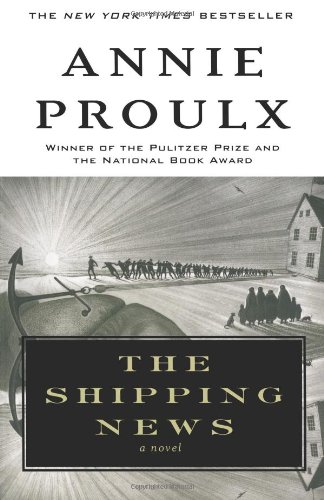 THE NEW YORK TIMES BESTSELLER
ANNIE
PROULX
WINNER OF THE PULITZER PRIZE AND
THE NATIONAL BOOK AWARD
THE
SHIPPING
NEWS
a novel